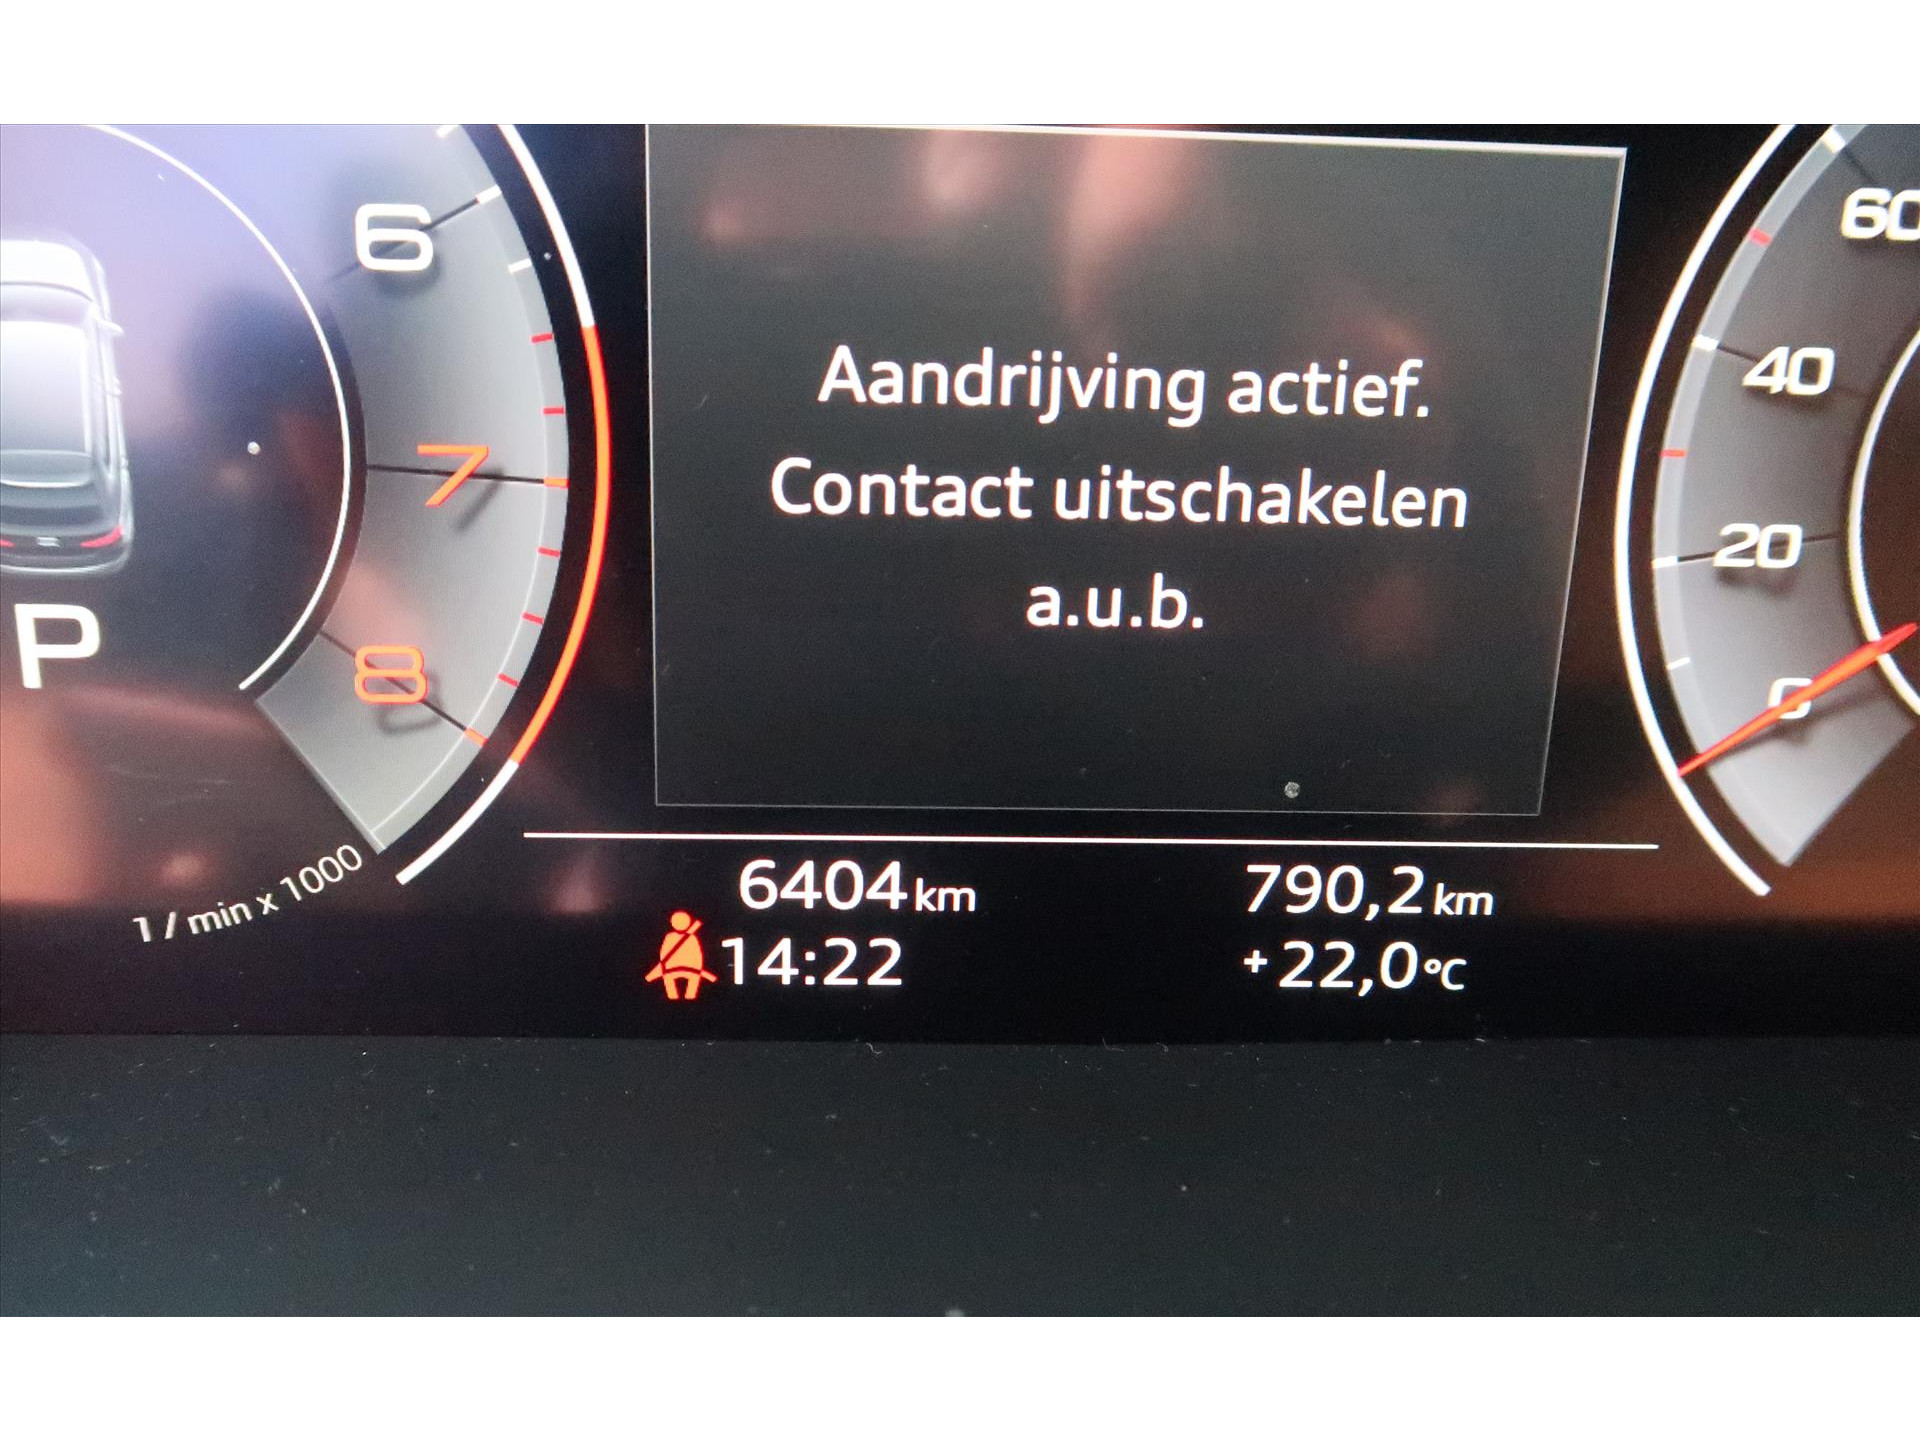 6
7
8
P
1 / min x 1000
Aandrijving actief.
Contact uitschakelen
a.u.b.
60
40
20
0
6404 km
790,2 km
14:22
+22,0 °C